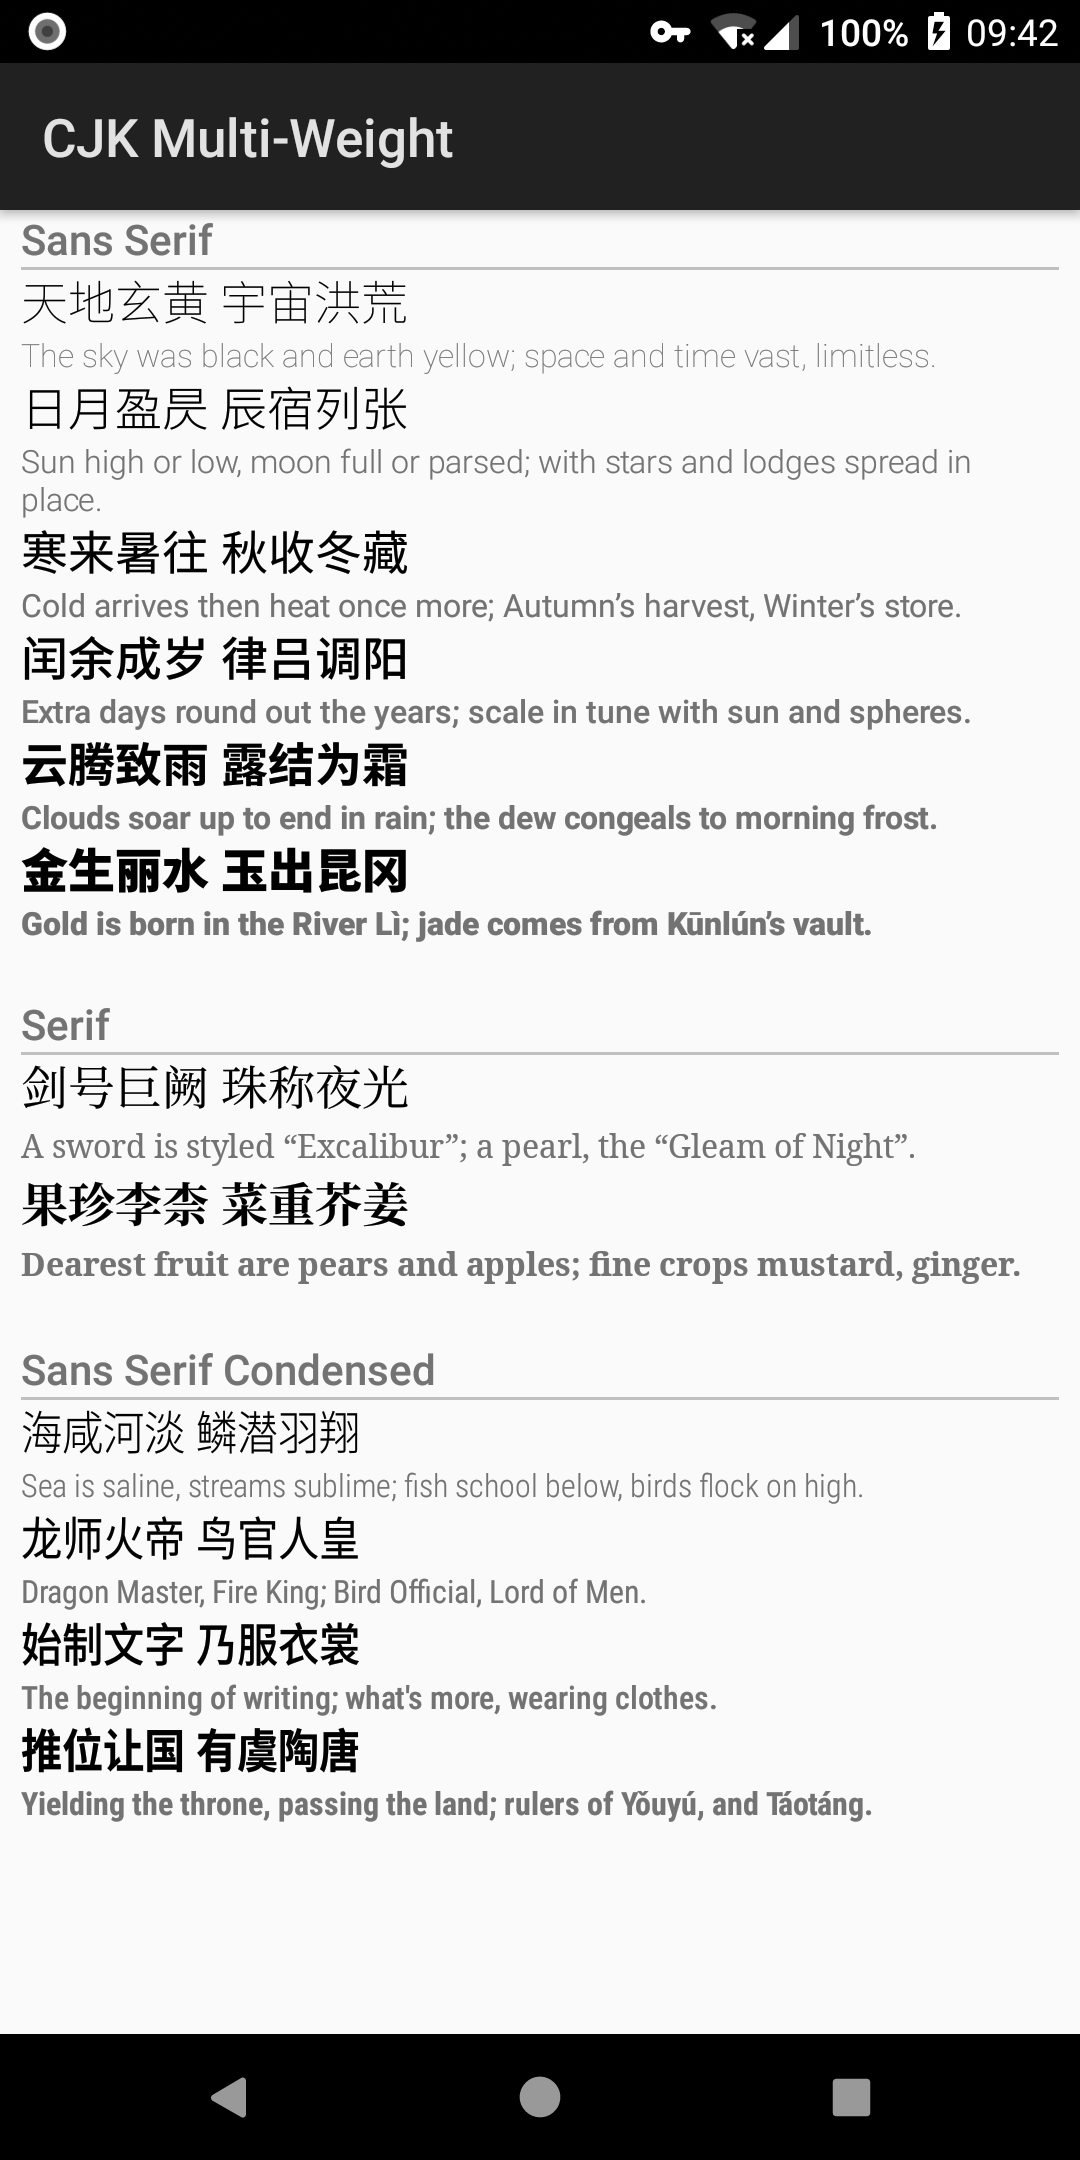 100% 09:42
CJK Multi-Weight
Sans Serif
天地玄黄 宇宙洪荒
The sky was black and earth yellow; space and time vast, limitless.
日月盈昃 辰宿列张
Sun high or low, moon full or parsed; with stars and lodges spread in
place.
寒来暑往 秋收冬藏
Cold arrives then heat once more; Autumn’s harvest, Winter’s store.
闰余成岁 律吕调阳
Extra days round out the years; scale in tune with sun and spheres.
云腾致雨 露结为霜
Clouds soar up to end in rain; the dew congeals to morning frost.
金生丽水 玉出昆冈
Gold is born in the River Lì; jade comes from Kūnlún’s vault.
Serif
剑号巨阙 珠称夜光
A sword is styled “Excalibur”; a pearl, the “Gleam of Night”.
果珍李柰 菜重芥姜
Dearest fruit are pears and apples; fine crops mustard, ginger.
Sans Serif Condensed
海咸河淡 鳞潜羽翔
Sea is saline, streams sublime; fish school below, birds flock on high.
龙师火帝 鸟官人皇
Dragon Master, Fire King; Bird Official, Lord of Men.
始制文字 乃服衣裳
The beginning of writing; what's more, wearing clothes.
推位让国 有虞陶唐
Yielding the throne, passing the land; rulers of Yǒuyú, and Táotáng.